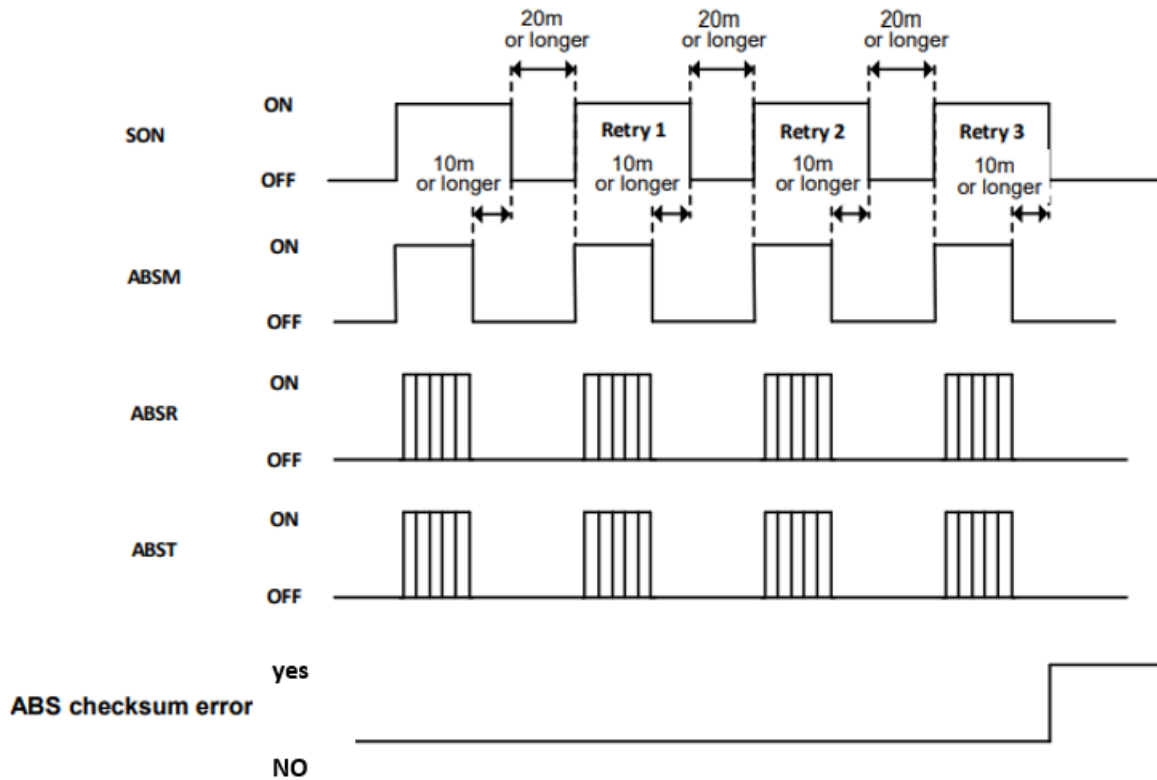 20m
or longer
20m
or longer
20m
or longer
ON
SON
OFF
Retry 1
Retry 2
Retry 3
10m
or longer
10m
or longer
10m
or longer
10m
or longer
ON
ABSM
OFF
ON
ABSR
OFF
ON
ABST
OFF
yes
ABS checksum error
NO